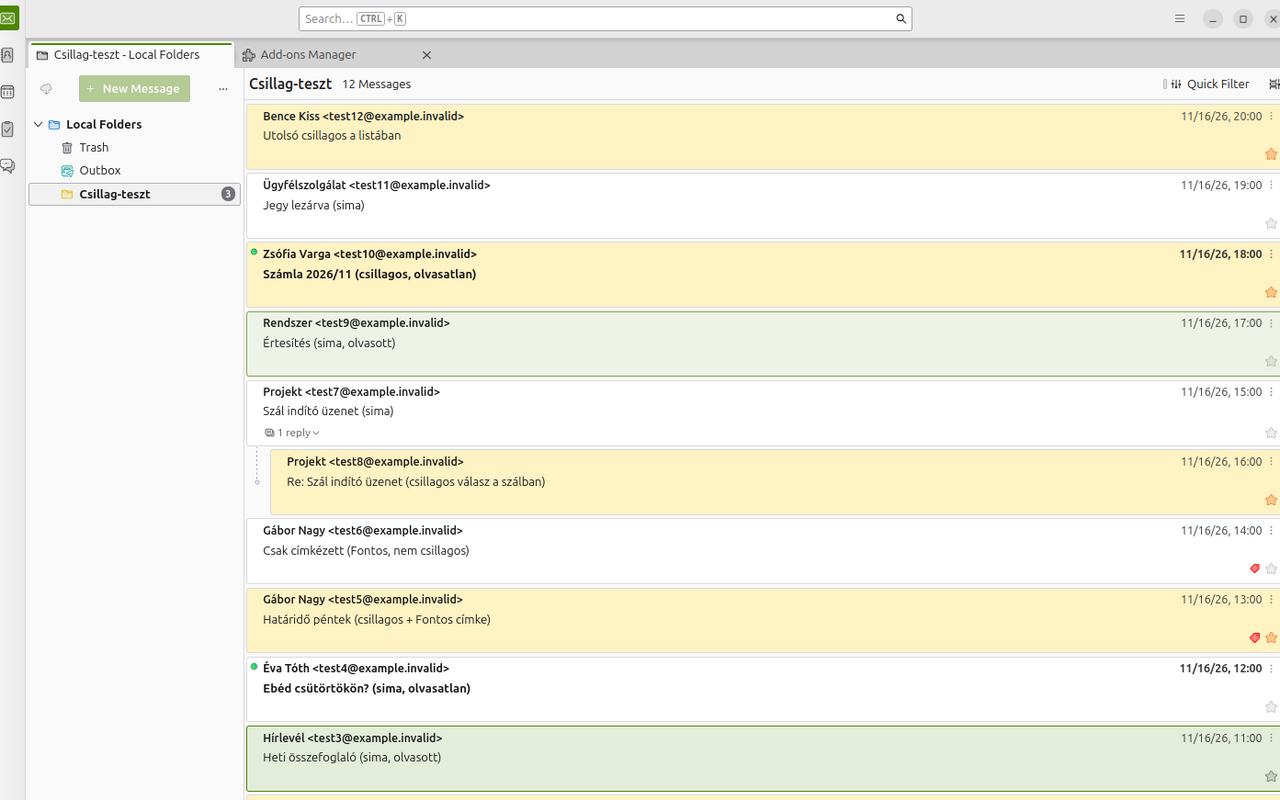 Search... CTRL + K
Csillag-teszt - Local Folders
Add-ons Manager
+ New Message
Local Folders
Trash
Outbox
Csillag-teszt 3
Csillag-teszt 12 Messages Quick Filter
Bence Kiss <test12@example.invalid> 11/16/26, 20:00
Utolsó csillagos a listában
Ügyfélszolgálat <test11@example.invalid> 11/16/26, 19:00
Jegy lezárva (sima)
Zsófia Varga <test10@example.invalid> 11/16/26, 18:00
Számla 2026/11 (csillagos, olvasatlan)
Rendszer <test9@example.invalid> 11/16/26, 17:00
Értesítés (sima, olvasott)
Projekt <test7@example.invalid> 11/16/26, 15:00
Szál indító üzenet (sima)
1 reply
Projekt <test8@example.invalid> 11/16/26, 16:00
Re: Szál indító üzenet (csillagos válasz a szálban)
Gábor Nagy <test6@example.invalid> 11/16/26, 14:00
Csak címkézett (Fontos, nem csillagos)
Gábor Nagy <test5@example.invalid> 11/16/26, 13:00
Határidő péntek (csillagos + Fontos címke)
Éva Tóth <test4@example.invalid> 11/16/26, 12:00
Ebéd csütörtökön? (sima, olvasatlan)
Hírlevél <test3@example.invalid> 11/16/26, 11:00
Heti összefoglaló (sima, olvasott)